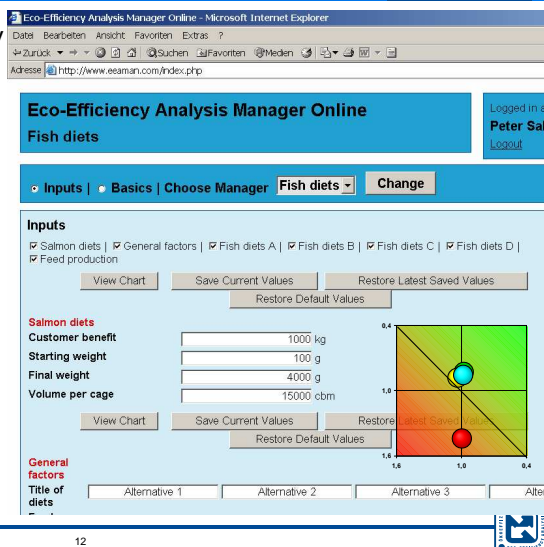 Eco-Efficiency Analysis Manager Online - Microsoft Internet Explorer
Datei Bearbeiten Ansicht Favoriten Extras ?
Zurück Suchen Favoriten Medien
Adresse http://www.eeaman.com/index.php
Eco-Efficiency Analysis Manager Online
Fish diets
Logged in a
Peter Sal
Logout
Inputs | Basics | Choose Manager Fish diets Change
Inputs
Salmon diets | General factors | Fish diets A | Fish diets B | Fish diets C | Fish diets D |
Feed production
View Chart Save Current Values Restore Latest Saved Values
Restore Default Values
Salmon diets
Customer benefit 1000 kg
Starting weight 100 g
Final weight 4000 g
Volume per cage 15000 cbm
0,4
1,0
1,6
1,6 1,0 0,4
View Chart Save Current Values Restore Latest Saved Values
Restore Default Values
General
factors
Title of
diets
Alternative 1 Alternative 2 Alternative 3 Alte
12